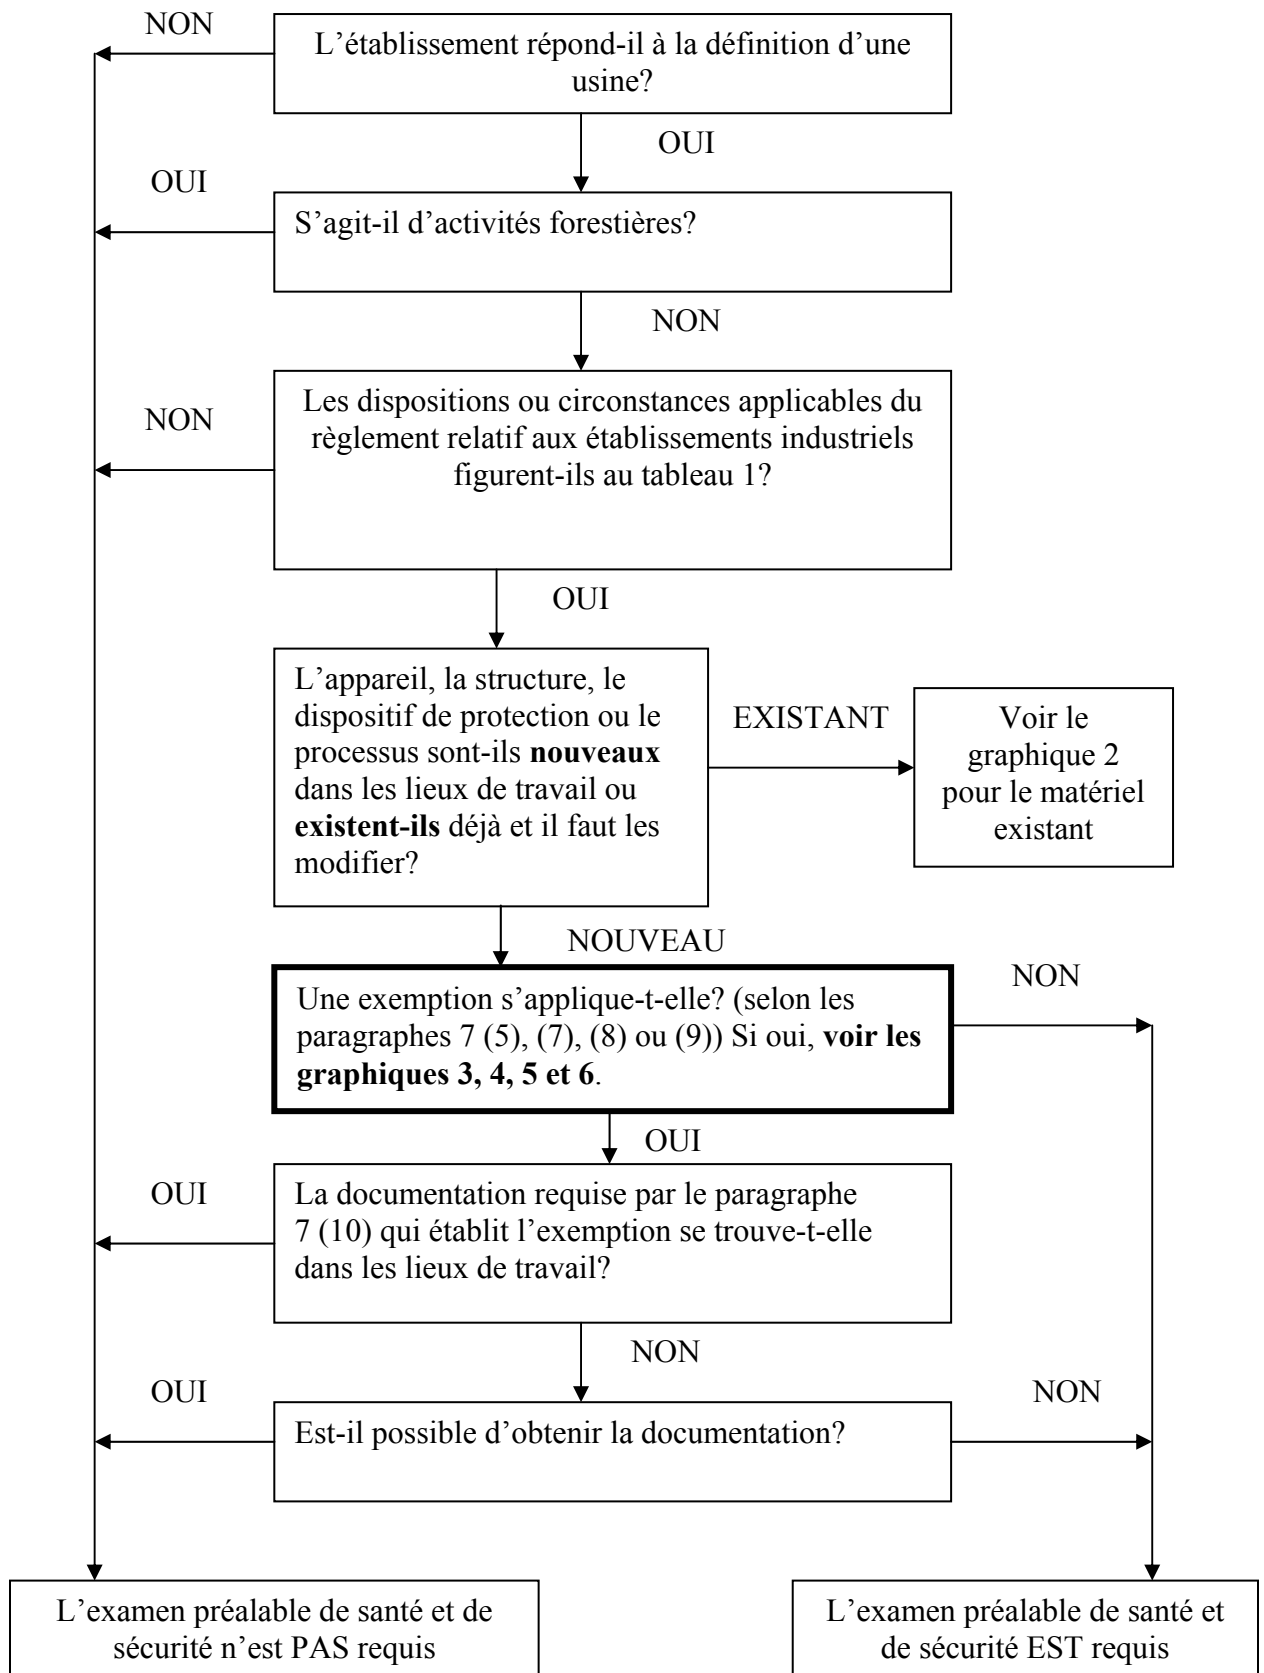 NON
L'établissement répond-il à la définition d'une
usine?
OUI
OUI
S'agit-il d'activités forestières?
NON
NON
Les dispositions ou circonstances applicables du
règlement relatif aux établissements industriels
figurent-ils au tableau 1?
OUI
L'appareil, la structure, le
dispositif de protection ou le
processus sont-ils nouveaux
dans les lieux de travail ou
existent-ils déjà et il faut les
modifier?
EXISTANT
Voir le
graphique 2
pour le matériel
existant
NOUVEAU
Une exemption s'applique-t-elle? (selon les
paragraphes 7 (5), (7), (8) ou (9)) Si oui, voir les
graphiques 3, 4, 5 et 6.
NON
OUI
OUI
La documentation requise par le paragraphe
7 (10) qui établit l'exemption se trouve-t-elle
dans les lieux de travail?
NON
OUI
Est-il possible d'obtenir la documentation?
NON
L'examen préalable de santé et de
sécurité n'est PAS requis
L'examen préalable de santé et
de sécurité EST requis